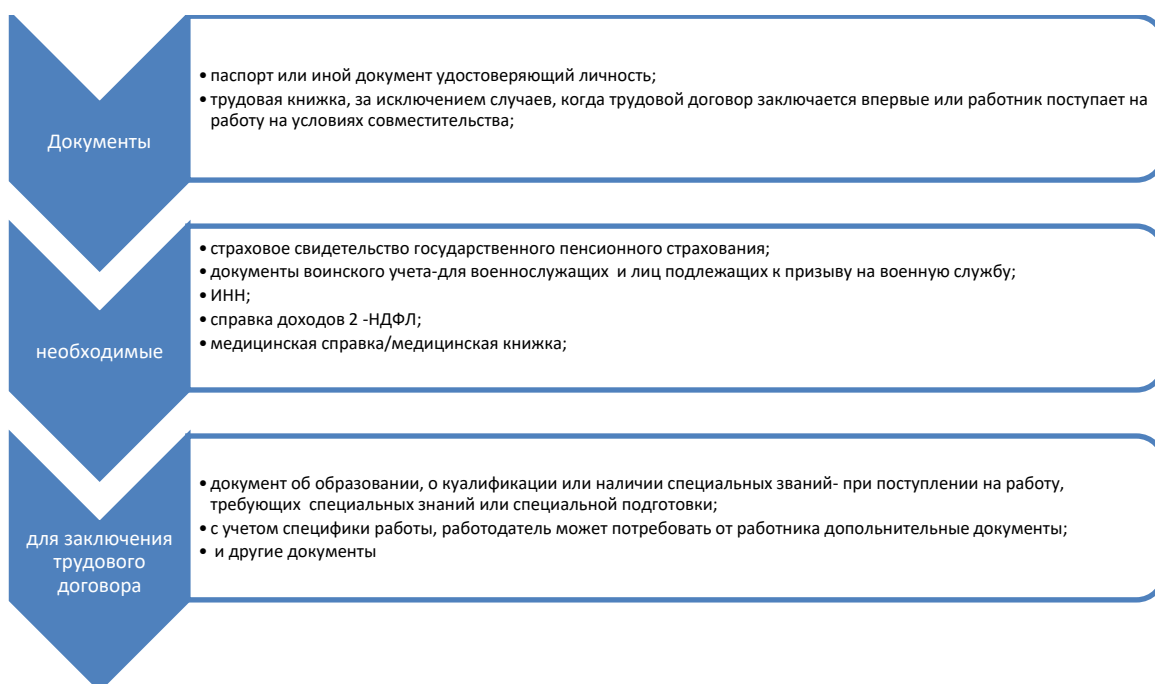 Документы
• паспорт или иной документ удостоверяющий личность;
• трудовая книжка, за исключением случаев, когда трудовой договор заключается впервые или работник поступает на
работу на условиях совместительства;
необходимые
• страховое свидетельство государственного пенсионного страхования;
• документы воинского учета-для военнослужащих и лиц подлежащих к призыву на военную службу;
• ИНН;
• справка доходов 2 -НДФЛ;
• медицинская справка/медицинская книжка;
для заключения
трудового
договора
• документ об образовании, о куалификации или наличии специальных званий- при поступлении на работу,
требующих специальных знаний или специальной подготовки;
• с учетом специфики работы, работодатель может потребовать от работника допольнительные документы;
• и другие документы